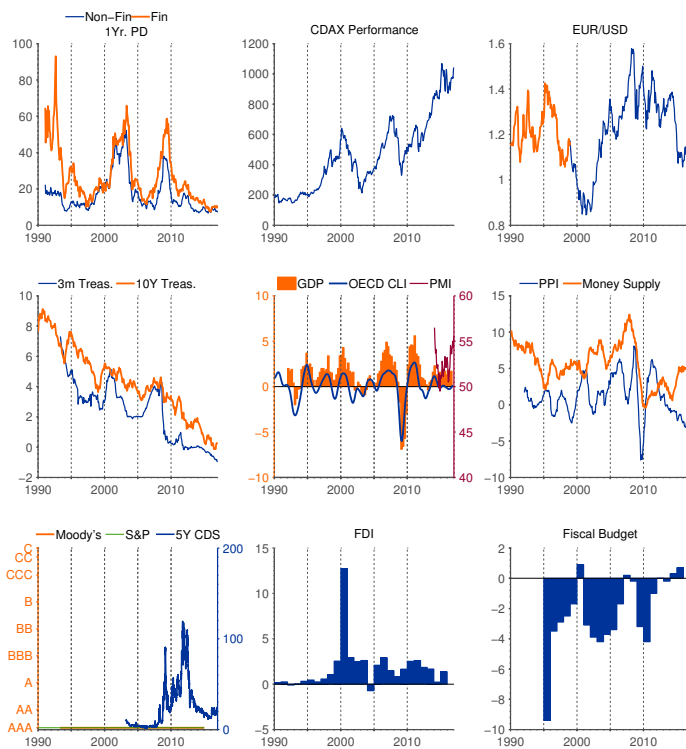 Non-Fin Fin
1Yr. PD
100
80
60
40
20
0
1990 2000 2010
CDAX Performance
1200
1000
800
600
400
200
0
1990 2000 2010
EUR/USD
1.6
1.4
1.2
1
0.8
1990 2000 2010
3m Treas. 10Y Treas.
10
8
6
4
2
0
−2
1990 2000 2010
GDP OECD CLI PMI
10 60
5 55
0 50
−5 45
−10 40
1990 2000 2010
PPI Money Supply
15
10
5
0
−5
−10
1990 2000 2010
Moody's S&P 5Y CDS
C 200
CC
CCC
B
BB 100
BBB
A
AA
AAA 0
1990 2000 2010
FDI
15
10
5
0
−5
1990 2000 2010
Fiscal Budget
2
0
−2
−4
−6
−8
−10
1990 2000 2010